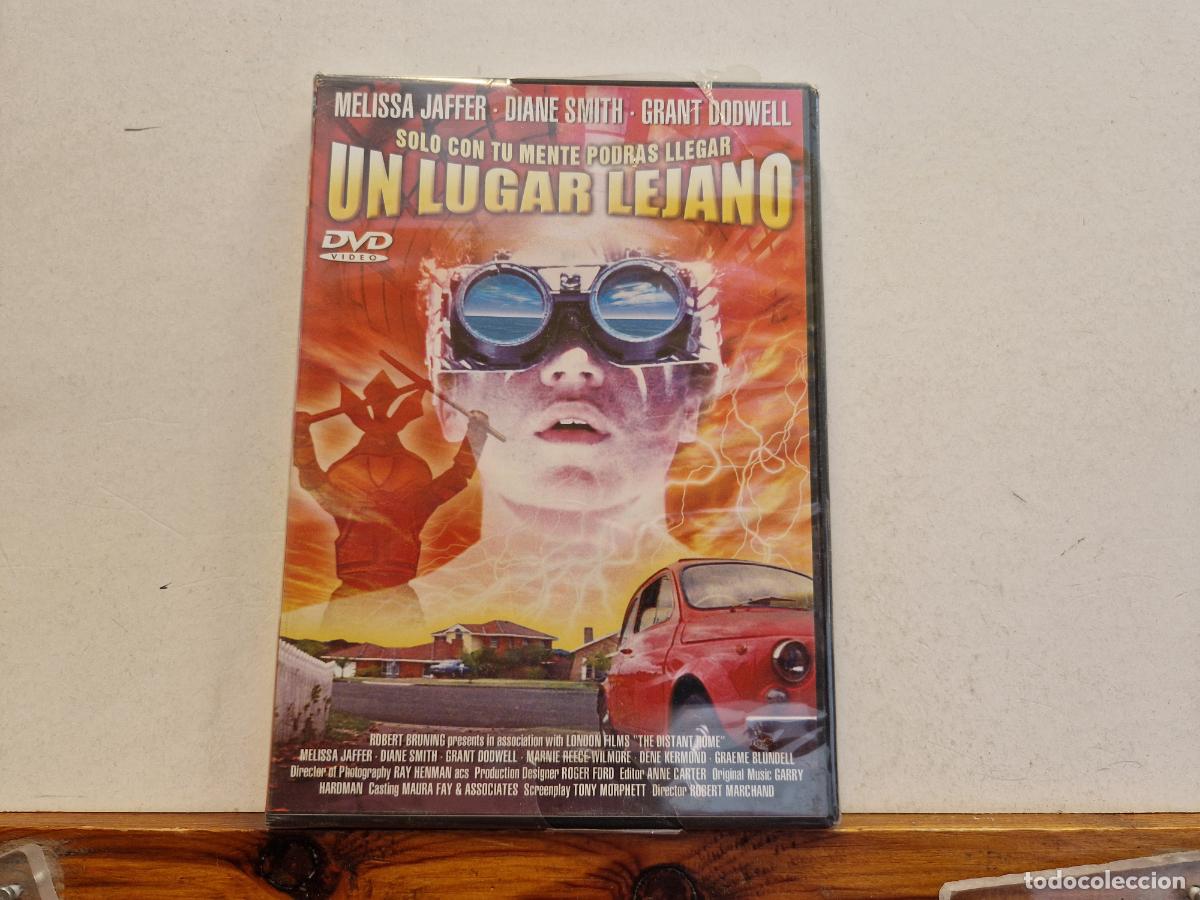 MELISSA JAFFER · DIANE SMITH · GRANT DODWELL
SOLO CON TU MENTE PODRAS LLEGAR
UN LUGAR LEJANO
DVD
VIDEO
ROBERT BRUNING presents in association with LONDON FILMS "THE DISTANT HOME"
MELISSA JAFFER · DIANE SMITH · GRANT DODWELL · MARNIE REECE-WILMORE · DENE KERMOND · GRAEME BLUNDELL
Director of Photography RAY HENMAN acs Production Designer ROGER FORD Editor ANNE CARTER Original Music GARRY
HARDMAN Casting MAURA FAY & ASSOCIATES Screenplay TONY MORPHETT Director ROBERT MARCHAND
todocoleccion